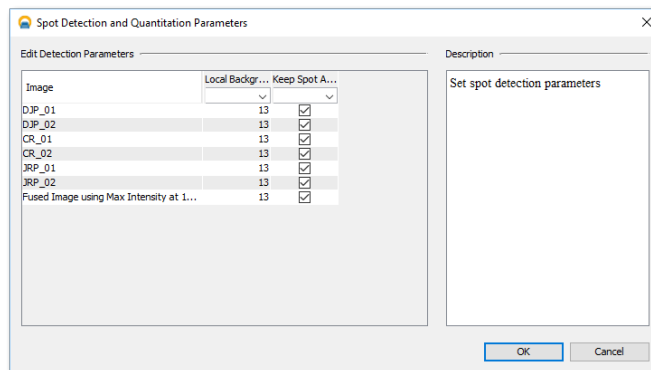 Spot Detection and Quantitation Parameters
Edit Detection Parameters
Description
Image Local Backgr... Keep Spot A...
DJP_01 13
DJP_02 13
CR_01 13
CR_02 13
JRP_01 13
JRP_02 13
Fused Image using Max Intensity at 1... 13
Set spot detection parameters
OK Cancel